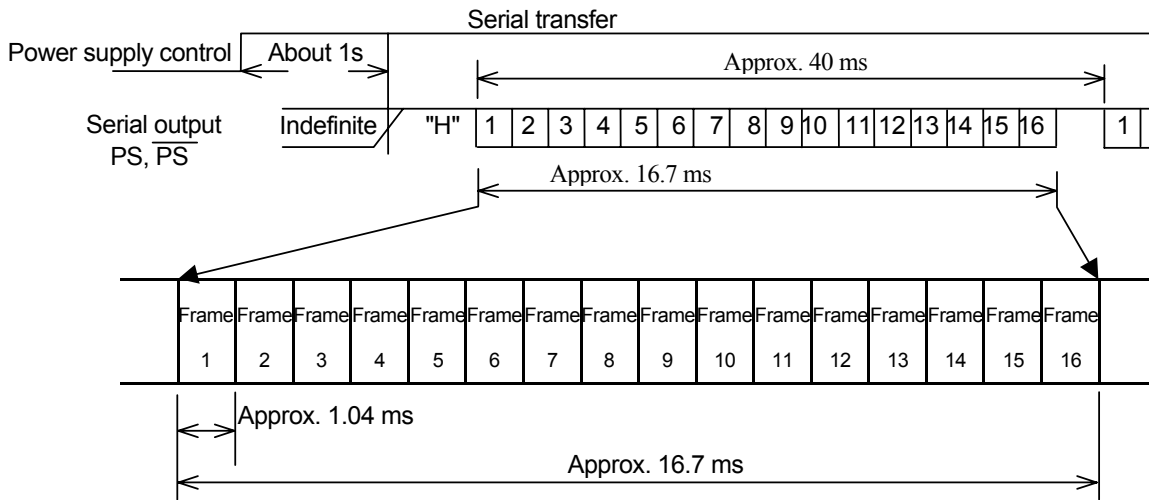 Serial transfer
Power supply control About 1s
Approx. 40 ms
Serial output Indefinite "H" 1 2 3 4 5 6 7 8 9 10 11 12 13 14 15 16 1
PS, PS
Approx. 16.7 ms
Frame Frame Frame Frame Frame Frame Frame Frame Frame Frame Frame Frame Frame Frame Frame Frame
1 2 3 4 5 6 7 8 9 10 11 12 13 14 15 16
Approx. 1.04 ms
Approx. 16.7 ms